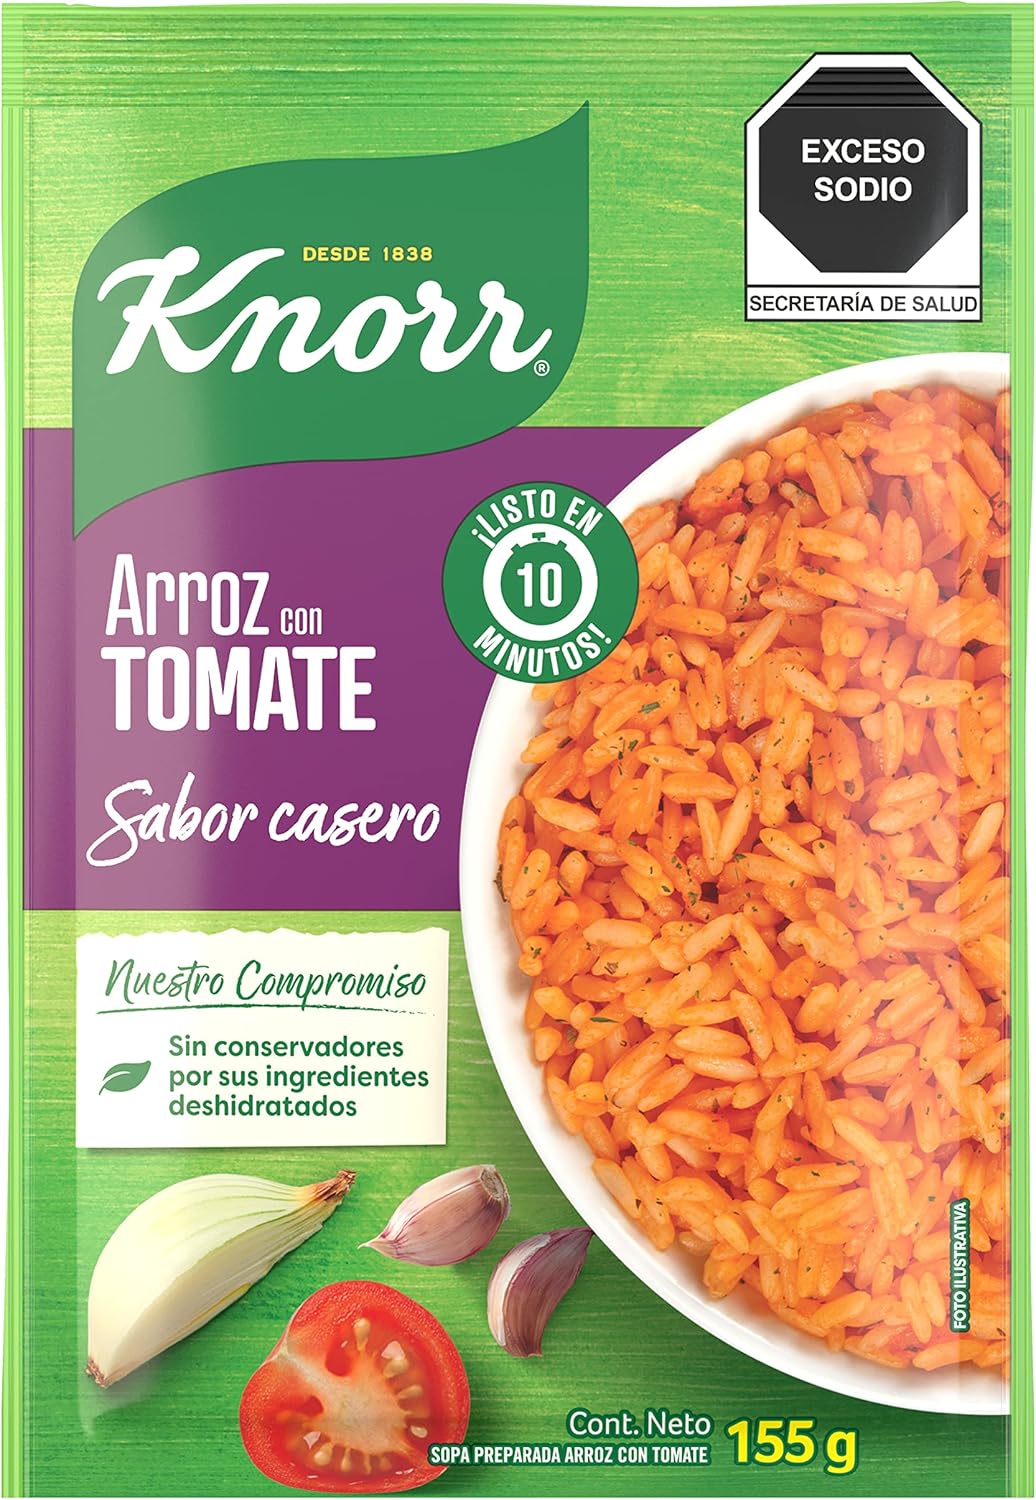 EXCESO
SODIO
SECRETARÍA DE SALUD
DESDE 1838
Knorr®
¡LISTO EN
10
MINUTOS!
Arroz con
TOMATE
Sabor casero
Nuestro Compromiso
Sin conservadores
por sus ingredientes
deshidratados
FOTO ILUSTRATIVA
Cont. Neto
SOPA PREPARADA ARROZ CON TOMATE
155 g